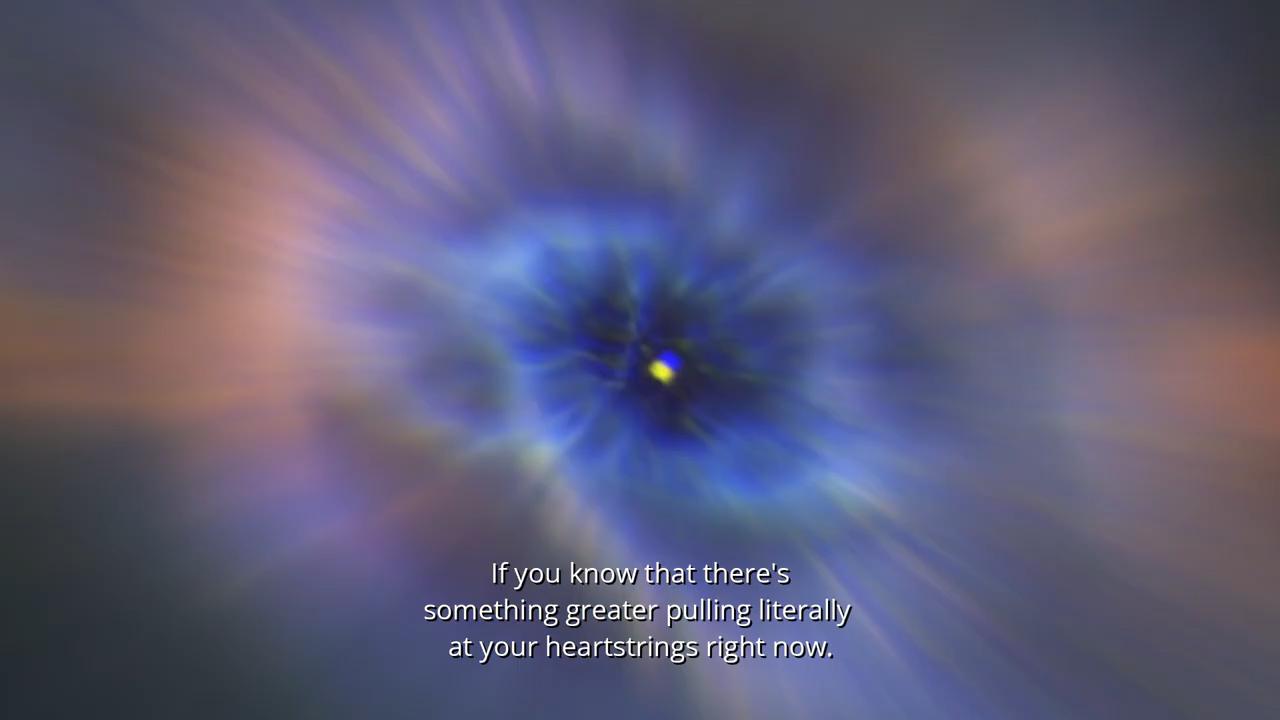 If you know that there's
something greater pulling literally
at your heartstrings right now.